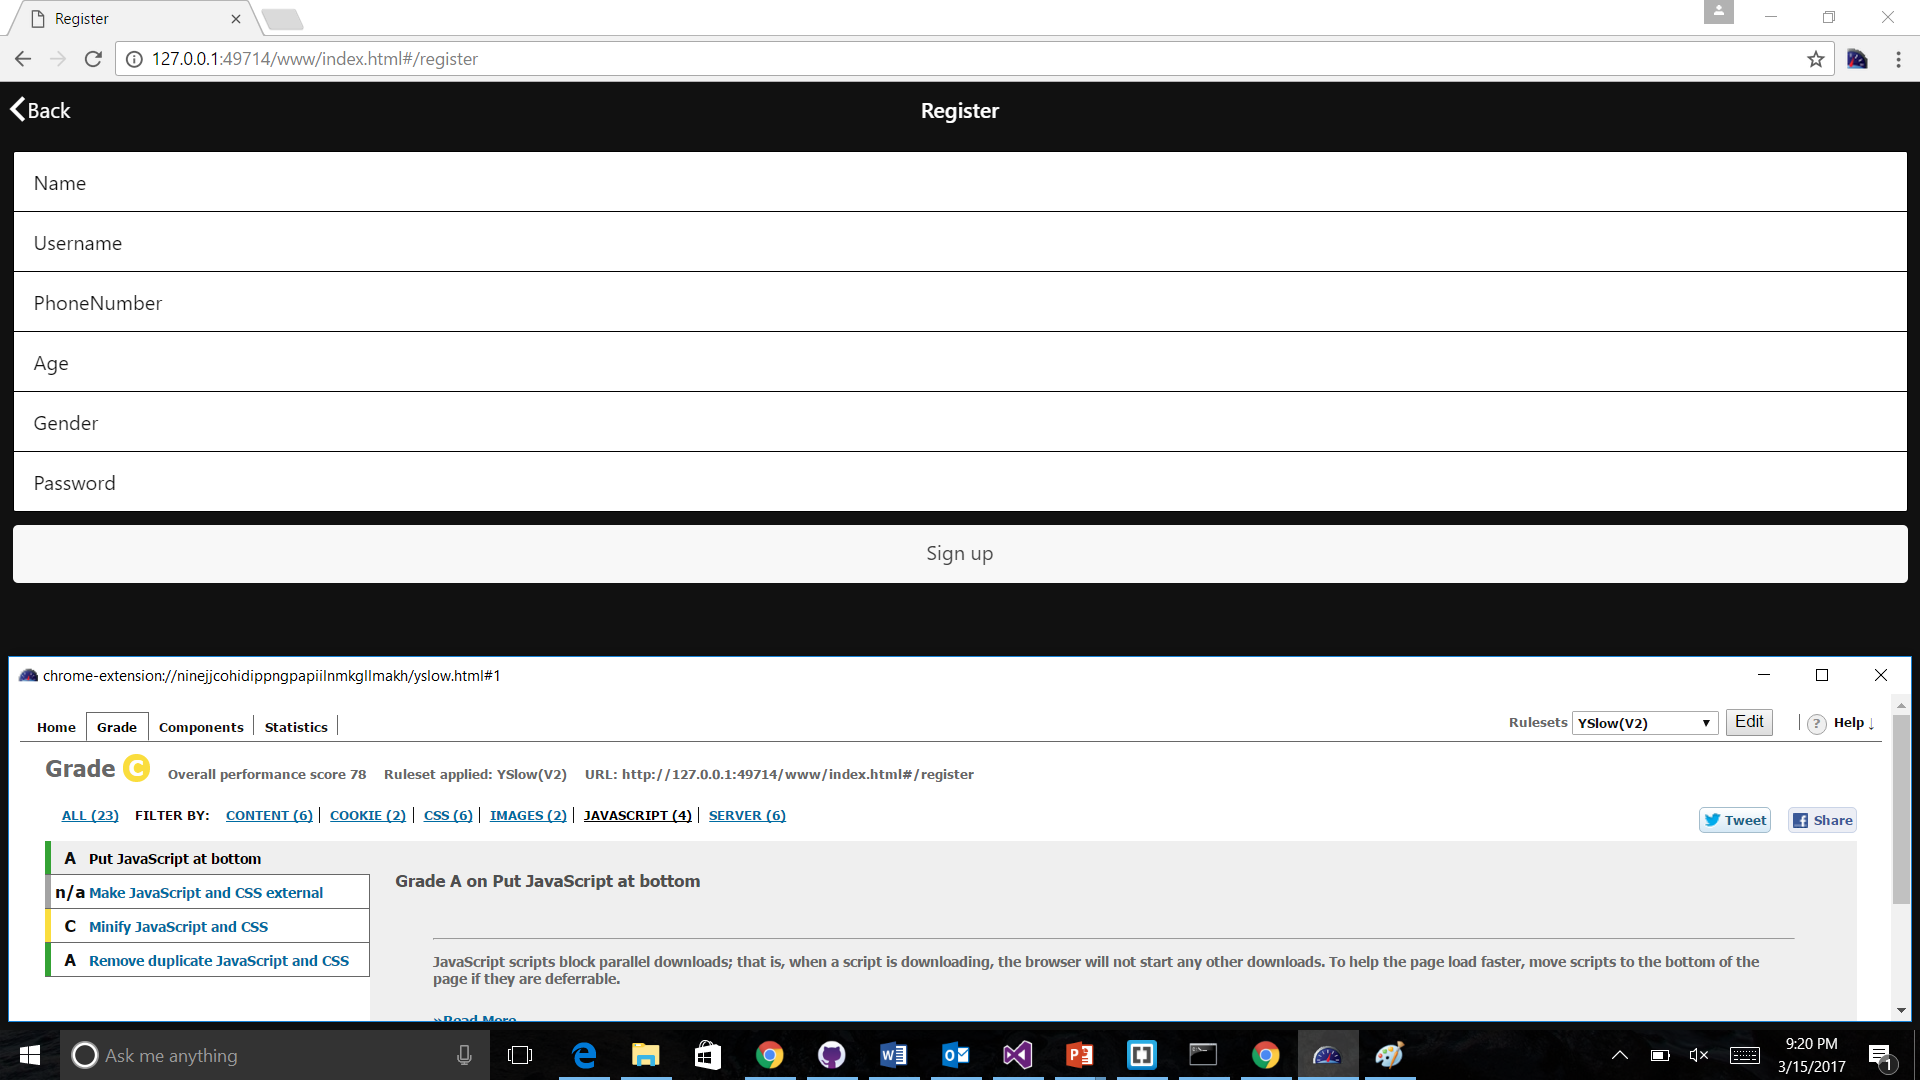 Register
127.0.0.1:49714/www/index.html#/register
Back
Register
Name
Username
PhoneNumber
Age
Gender
Password
Sign up
chrome-extension://ninejjcohidippngpapiilnmkgllmakh/yslow.html#1
Home Grade Components Statistics Rulesets YSlow(V2) Edit ? Help ↓
Grade C Overall performance score 78 Ruleset applied: YSlow(V2) URL: http://127.0.0.1:49714/www/index.html#/register
ALL (23) FILTER BY: CONTENT (6) COOKIE (2) CSS (6) IMAGES (2) JAVASCRIPT (4) SERVER (6) Tweet Share
A Put JavaScript at bottom
n/a Make JavaScript and CSS external
C Minify JavaScript and CSS
A Remove duplicate JavaScript and CSS
Grade A on Put JavaScript at bottom
JavaScript scripts block parallel downloads; that is, when a script is downloading, the browser will not start any other downloads. To help the page load faster, move scripts to the bottom of the
page if they are deferrable.
»Read More
Ask me anything
9:20 PM
3/15/2017
1